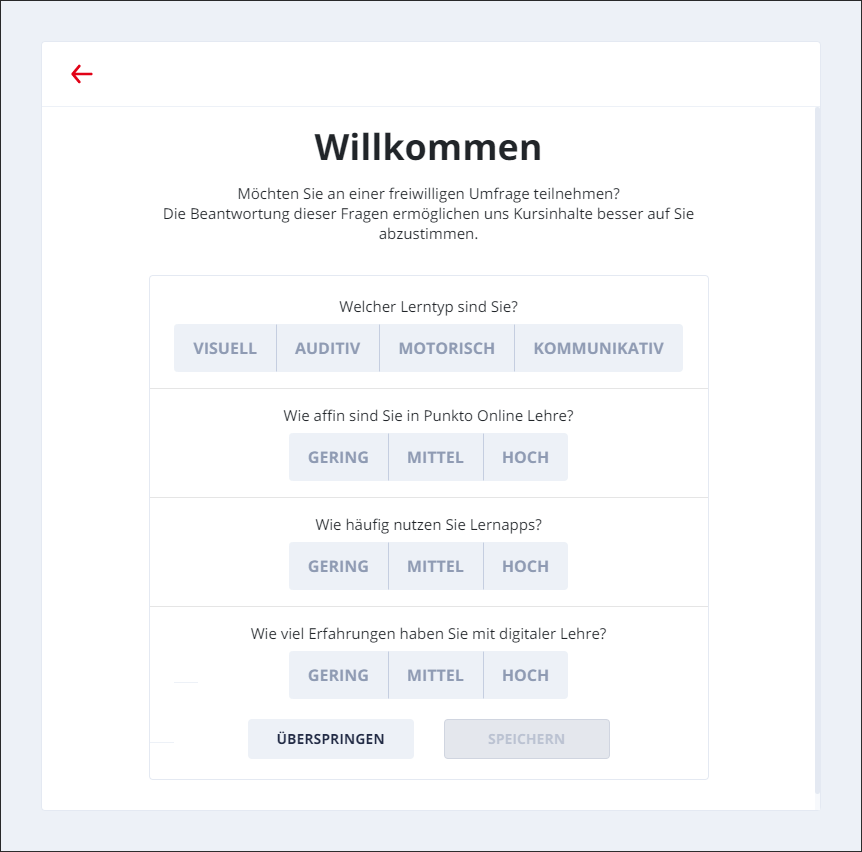 Willkommen
Möchten Sie an einer freiwilligen Umfrage teilnehmen?
Die Beantwortung dieser Fragen ermöglichen uns Kursinhalte besser auf Sie
abzustimmen.
Welcher Lerntyp sind Sie?
VISUELL AUDITIV MOTORISCH KOMMUNIKATIV
Wie affin sind Sie in Punkto Online Lehre?
GERING MITTEL HOCH
Wie häufig nutzen Sie Lernapps?
GERING MITTEL HOCH
Wie viel Erfahrungen haben Sie mit digitaler Lehre?
GERING MITTEL HOCH
ÜBERSPRINGEN SPEICHERN